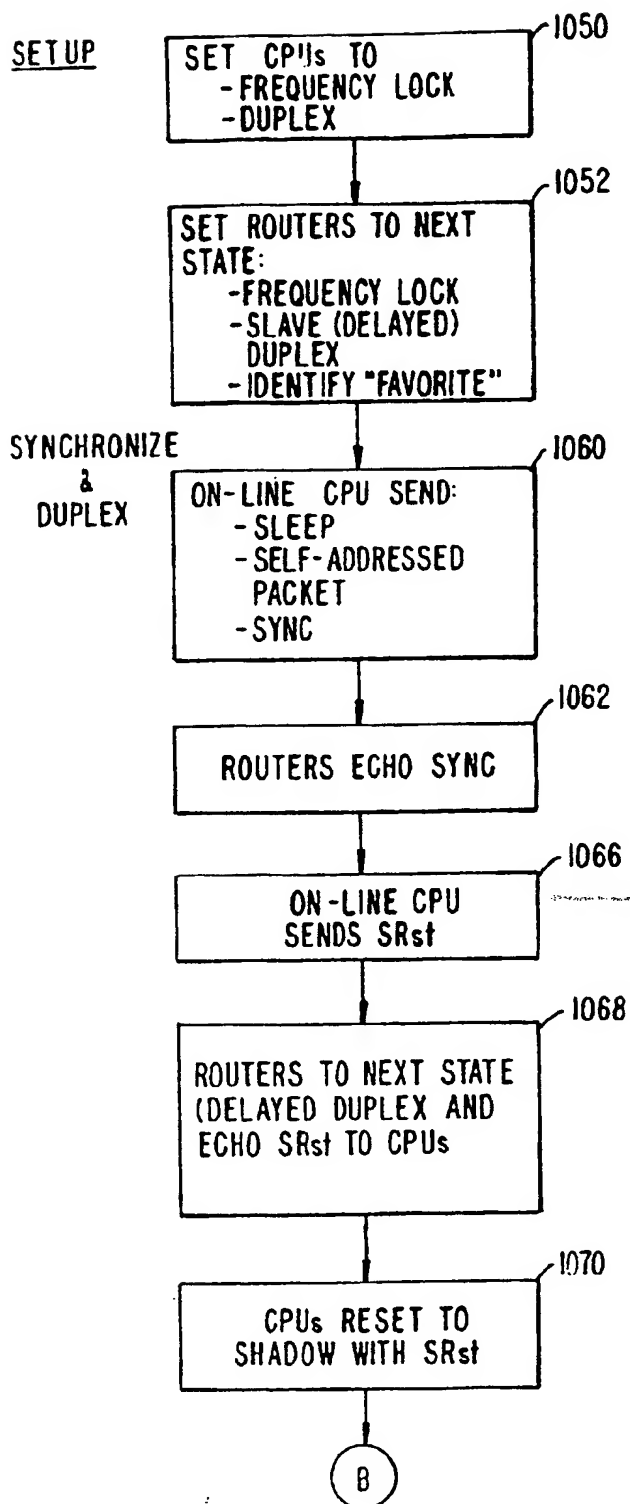 SETUP
1050
SET CPUs TO
-FREQUENCY LOCK
-DUPLEX
1052
SET ROUTERS TO NEXT
STATE:
-FREQUENCY LOCK
-SLAVE (DELAYED)
DUPLEX
-IDENTIFY "FAVORITE"
SYNCHRONIZE
&
DUPLEX
1060
ON-LINE CPU SEND:
-SLEEP
-SELF-ADDRESSED
PACKET
-SYNC
1062
ROUTERS ECHO SYNC
1066
ON-LINE CPU
SENDS SRst
1068
ROUTERS TO NEXT STATE
(DELAYED DUPLEX AND
ECHO SRst TO CPUs
1070
CPUs RESET TO
SHADOW WITH SRst
B